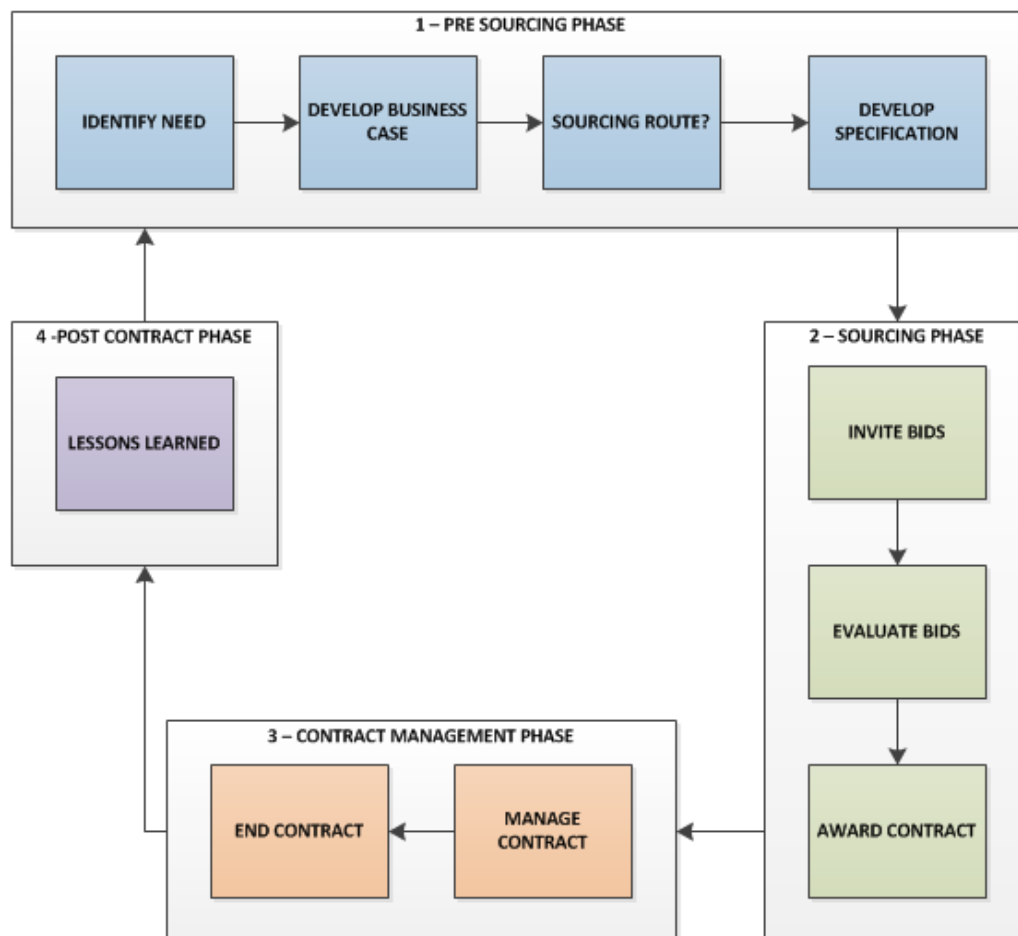 1 – PRE SOURCING PHASE
IDENTIFY NEED
DEVELOP BUSINESS
CASE
SOURCING ROUTE?
DEVELOP
SPECIFICATION
2 – SOURCING PHASE
INVITE BIDS
EVALUATE BIDS
AWARD CONTRACT
3 – CONTRACT MANAGEMENT PHASE
MANAGE
CONTRACT
END CONTRACT
4 -POST CONTRACT PHASE
LESSONS LEARNED